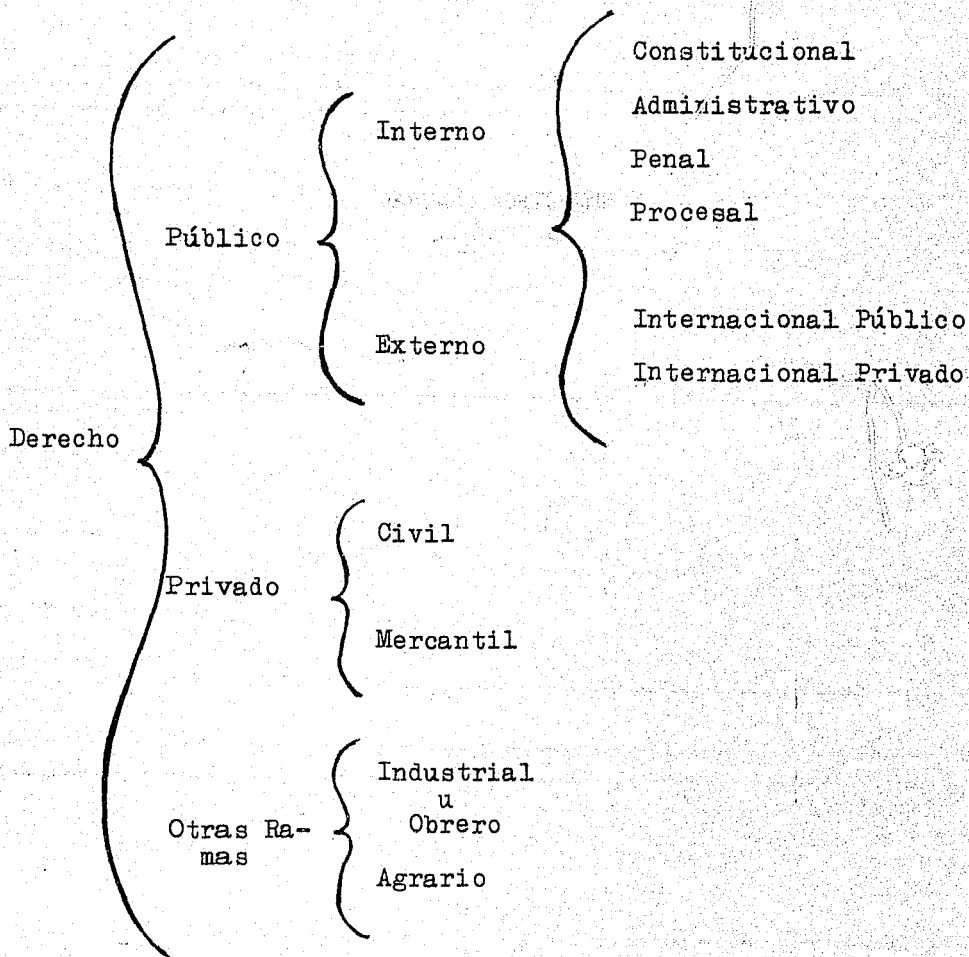 Derecho
Público
Interno
Constitucional
Administrativo
Penal
Procesal
Externo
Internacional Público
Internacional Privado
Privado
Civil
Mercantil
Otras Ra-
mas
Industrial
u
Obrero
Agrario